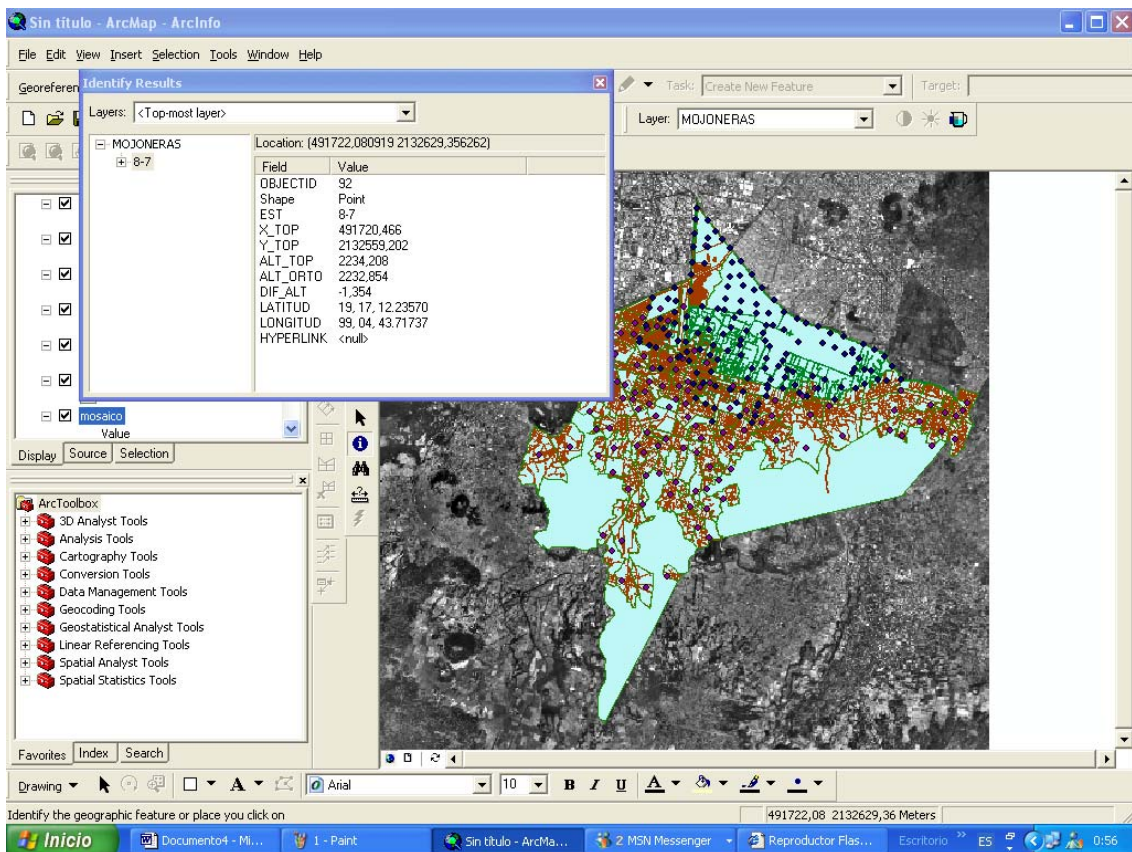 Sin título - ArcMap - ArcInfo
File Edit View Insert Selection Tools Window Help
Georeferen
Task: Create New Feature Target:
Identify Results
Layers: <Top-most layer>
Layer: MOJONERAS
MOJONERAS
8-7
Location: (491722,080919 2132629,356262)
Field Value
OBJECTID 92
Shape Point
EST 8-7
X_TOP 491720,466
Y_TOP 2132559,202
ALT_TOP 2234,208
ALT_ORTO 2232,854
DIF_ALT -1,354
LATITUD 19, 17, 12.23570
LONGITUD 99, 04, 43.71737
HYPERLINK <null>
mosaico
Value
Display Source Selection
ArcToolbox
3D Analyst Tools
Analysis Tools
Cartography Tools
Conversion Tools
Data Management Tools
Geocoding Tools
Geostatistical Analyst Tools
Linear Referencing Tools
Spatial Analyst Tools
Spatial Statistics Tools
Favorites Index Search
Drawing A Arial 10 B I U A
Identify the geographic feature or place you click on 491722,08 2132629,36 Meters
Inicio Documento4 - Mi... 1 - Paint Sin título - ArcMa... 2 MSN Messenger Reproductor Flas... Escritorio » ES 0:56